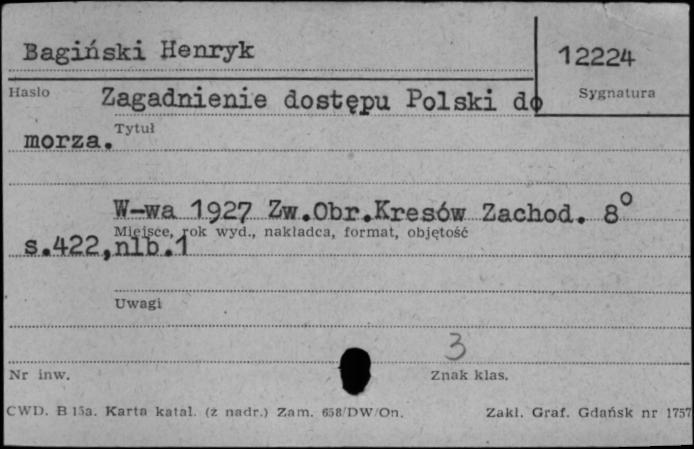 Bagiński Henryk
12224
Hasło
Zagadnienie dostępu Polski do
Sygnatura
Tytuł
morza.
W-wa 1927 Zw.Obr.Kresów Zachod. 8°
Miejsce, rok wyd., nakładca, format, objętość
s.422,nlb.1
Uwagi
3
Nr inw.
Znak klas.
CWD. B 15a. Karta katal. (z nadr.) Zam. 658/DW/On.
Zakł. Graf. Gdańsk nr 1757